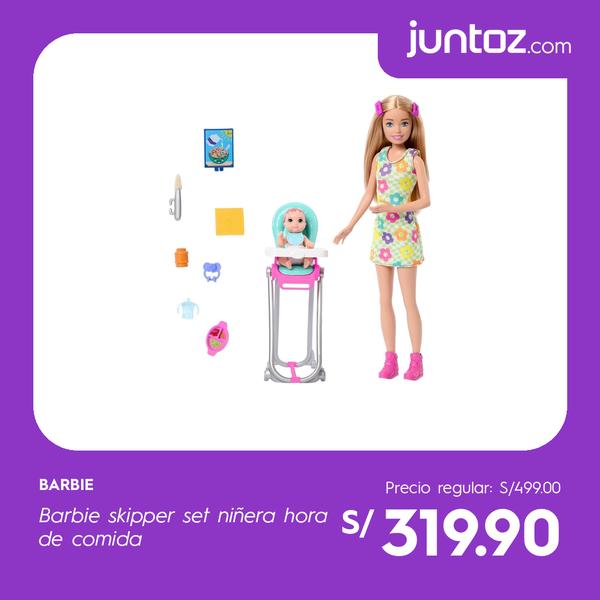 juntoz.com
BARBIE
Barbie skipper set niñera hora
de comida
Precio regular: S/499.00
S/ 319.90